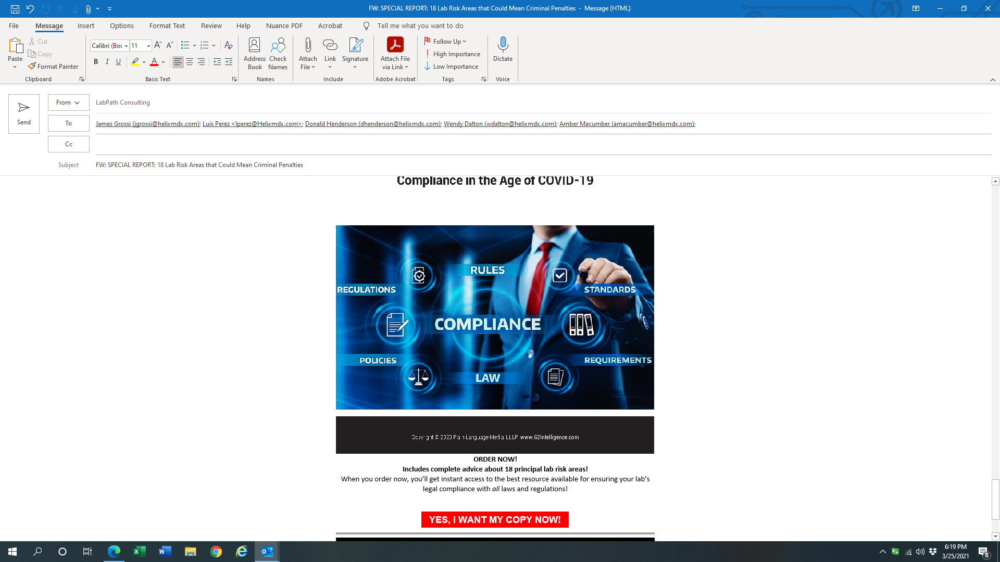 FW: SPECIAL REPORT: 18 Lab Risk Areas that Could Mean Criminal Penalties - Message (HTML)
File Message Insert Options Format Text Review Help Nuance PDF Acrobat Tell me what you want to do
Paste
Cut
Copy
Format Painter
Clipboard
Calibri (Boc 11
B I U
Basic Text
Address Book
Check Names
Names
Attach File
Link
Signature
Include
Attach File via Link
Adobe Acrobat
Follow Up
High Importance
Low Importance
Tags
Dictate
Voice
Send
From LabPath Consulting
To James Grossi (jgrossi@helixmdx.com); Luis Perez <lperez@Helixmdx.com>; Donald Henderson (dhenderson@helixmdx.com); Wendy Dalton (wdalton@helixmdx.com); Amber Macumber (amacumber@helixmdx.com);
Cc
Subject FW: SPECIAL REPORT: 18 Lab Risk Areas that Could Mean Criminal Penalties
Compliance in the Age of COVID-19
RULES
REGULATIONS
STANDARDS
COMPLIANCE
POLICIES
REQUIREMENTS
LAW
Copyright © 2020 Plain Language Media LLLP www.G2Intelligence.com
ORDER NOW!
Includes complete advice about 18 principal lab risk areas!
When you order now, you’ll get instant access to the best resource available for ensuring your lab’s
legal compliance with all laws and regulations!
YES, I WANT MY COPY NOW!
6:19 PM
3/25/2021
8